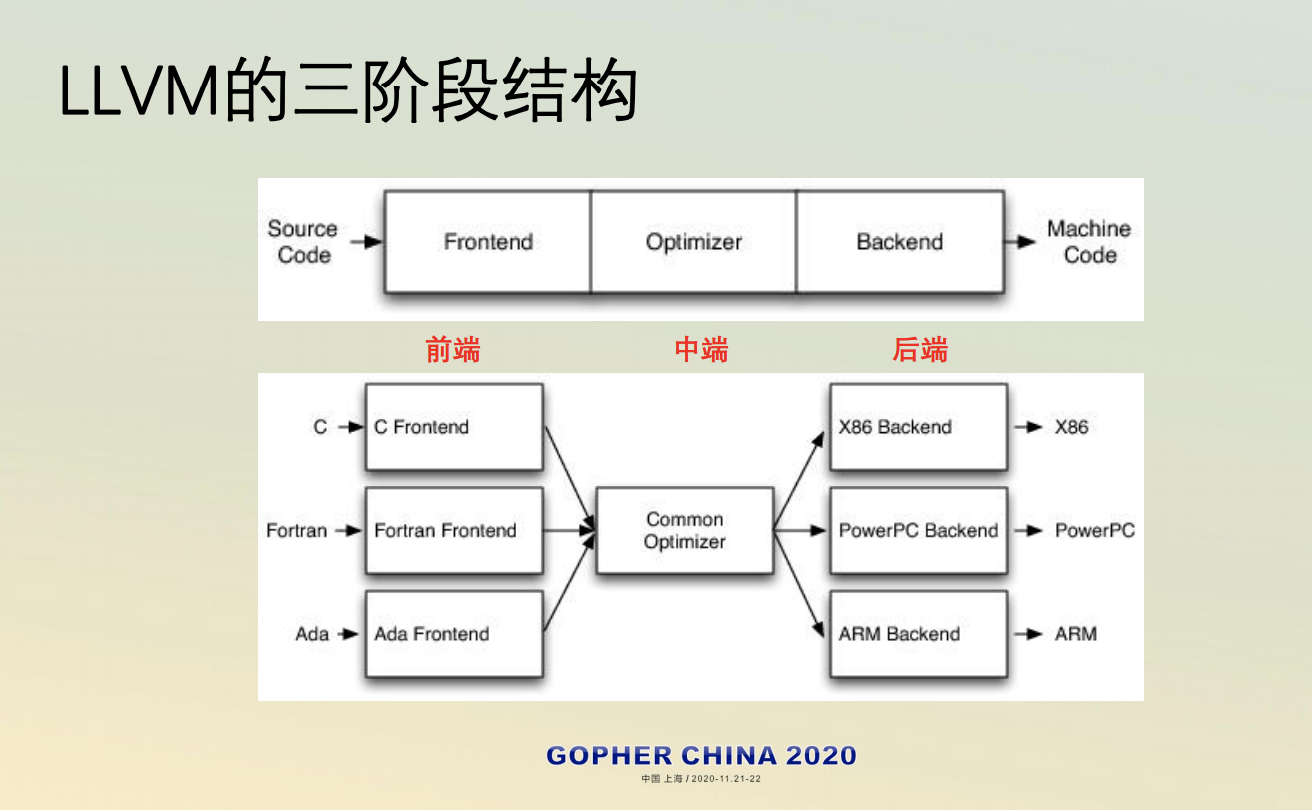 LLVM的三阶段结构
Source
Code
Frontend
Optimizer
Backend
Machine
Code
前端
中端
后端
C
C Frontend
X86 Backend
X86
Fortran
Fortran Frontend
Common
Optimizer
PowerPC Backend
PowerPC
Ada
Ada Frontend
ARM Backend
ARM
GOPHER CHINA 2020
中国 上海 / 2020-11.21-22